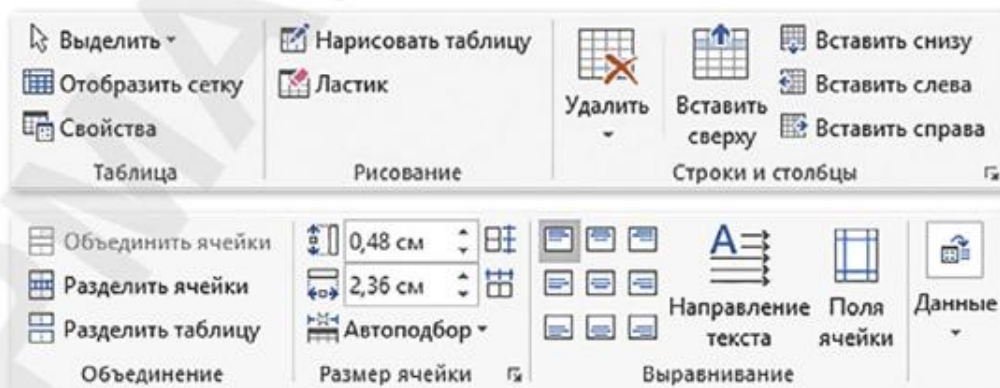 Выделить
Отобразить сетку
Свойства
Таблица
Нарисовать таблицу
Ластик
Рисование
Удалить
Вставить
сверху
Вставить снизу
Вставить слева
Вставить справа
Строки и столбцы
Объединить ячейки
Разделить ячейки
Разделить таблицу
Объединение
0,48 см
2,36 см
Автоподбор
Размер ячейки
Направление
текста
Поля
ячейки
Выравнивание
Данные